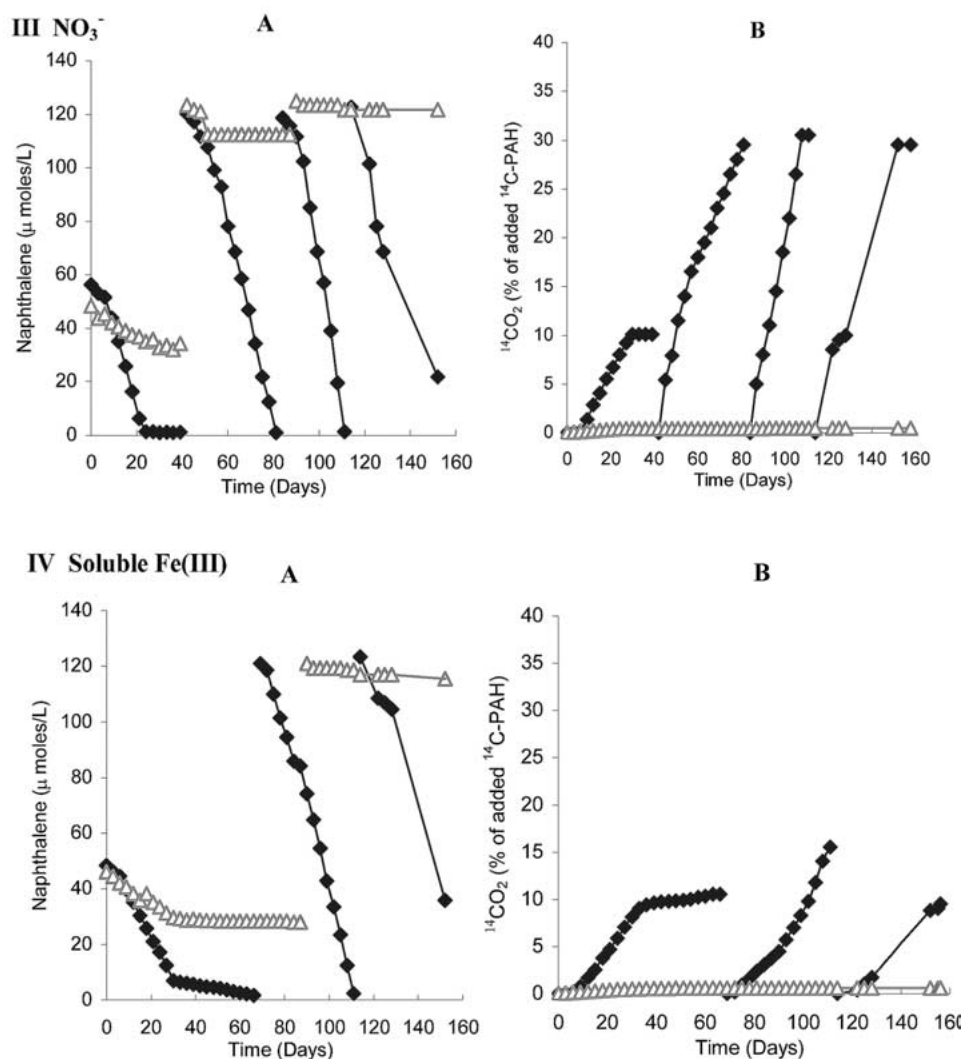 III NO₃⁻
A
B
Naphthalene (μ moles/L)
140
120
100
80
60
40
20
0
0 20 40 60 80 100 120 140 160
Time (Days)
¹⁴CO₂ (% of added ¹⁴C-PAH)
40
35
30
25
20
15
10
5
0
0 20 40 60 80 100 120 140 160
Time (Days)
IV Soluble Fe(III)
A
B
Naphthalene (μ moles/L)
140
120
100
80
60
40
20
0
0 20 40 60 80 100 120 140 160
Time (Days)
¹⁴CO₂ (% of added ¹⁴C-PAH)
40
35
30
25
20
15
10
5
0
0 20 40 60 80 100 120 140 160
Time (Days)